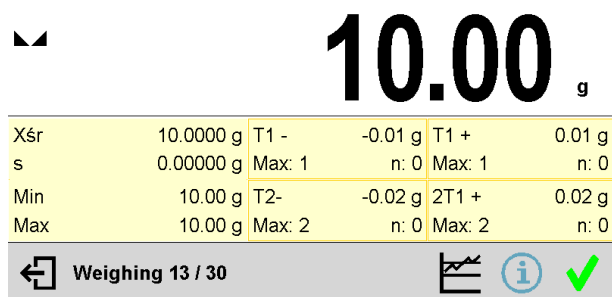 10.00 g
Xśr 10.0000 g T1 - -0.01 g T1 + 0.01 g
s 0.00000 g Max: 1 n: 0 Max: 1 n: 0
Min 10.00 g T2- -0.02 g 2T1 + 0.02 g
Max 10.00 g Max: 2 n: 0 Max: 2 n: 0
Weighing 13 / 30